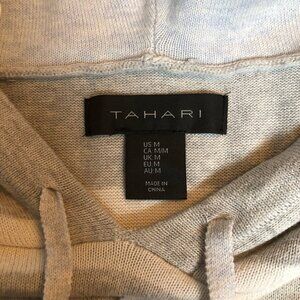 TAHARI
US M
CA M/M
UK M
EU M
AU M
MADE IN
CHINA